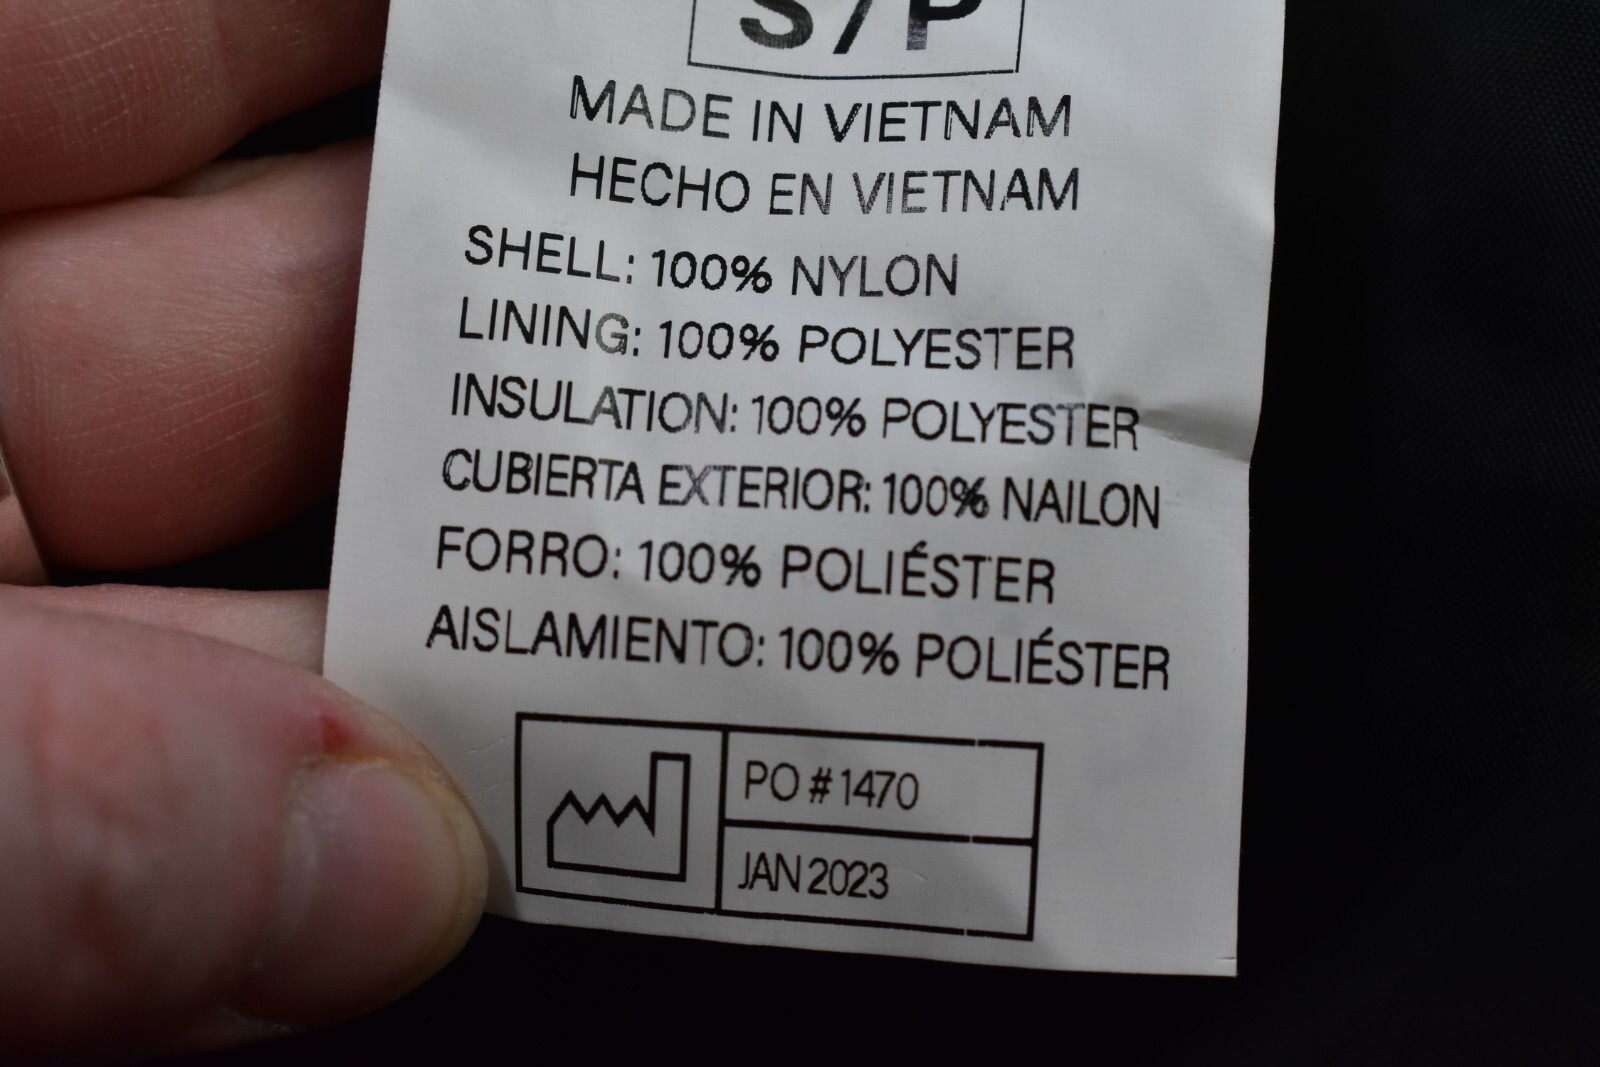 S/P
MADE IN VIETNAM
HECHO EN VIETNAM
SHELL: 100% NYLON
LINING: 100% POLYESTER
INSULATION: 100% POLYESTER
CUBIERTA EXTERIOR: 100% NAILON
FORRO: 100% POLIÉSTER
AISLAMIENTO: 100% POLIÉSTER
PO # 1470
JAN 2023